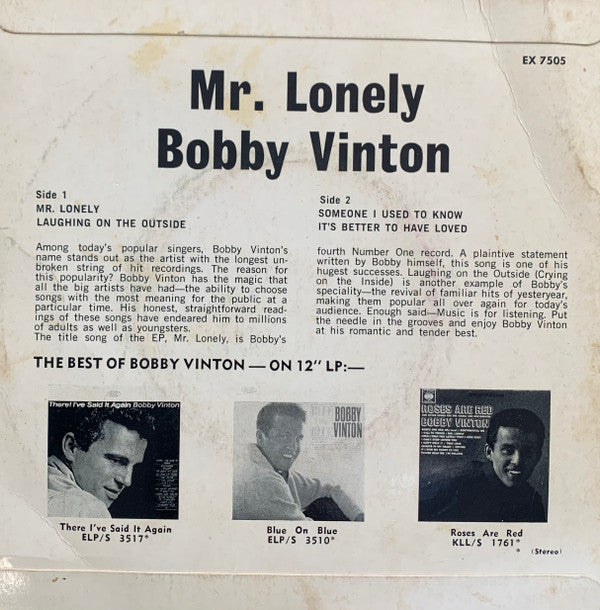 EX 7505
Mr. Lonely
Bobby Vinton
Side 1
MR. LONELY
LAUGHING ON THE OUTSIDE
Among today's popular singers, Bobby Vinton's
name stands out as the artist with the longest un-
broken string of hit recordings. The reason for
this popularity? Bobby Vinton has the magic that
all the big artists have—the ability to choose
songs with the most meaning for the public at a
particular time. His honest, straightforward read-
ings of these songs have endeared him to millions
of adults as well as youngsters.
The title song of the EP, Mr. Lonely, is Bobby's
Side 2
SOMEONE I USED TO KNOW
IT'S BETTER TO HAVE LOVED
fourth Number One record. A plaintive statement
written by Bobby himself, this song is one of his
hugest successes. Laughing on the Outside (Crying
on the Inside) is another example of Bobby's
speciality—the revival of familiar hits of yesteryear,
making them popular all over again for today's
audience. Enough said—Music is for listening. Put
the needle in the grooves and enjoy Bobby Vinton
at his romantic and tender best.
THE BEST OF BOBBY VINTON — ON 12" LP:—
There! I've Said It Again Bobby Vinton
There I've Said It Again
ELP/S 3517*
BOBBY
VINTON
Blue On Blue
ELP/S 3510*
ROSES ARE RED
BOBBY VINTON
Roses Are Red
KLL/S 1761*
* (Stereo)